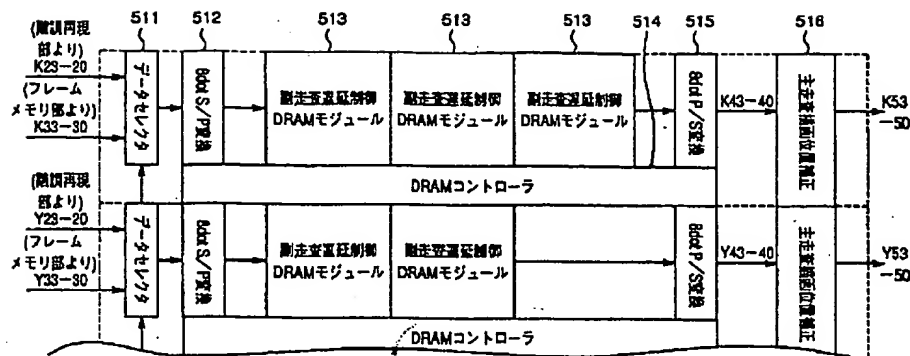 511
512
513
513
513
514
515
516
(階調再現
部より)
K23-20
(フレーム
メモリ部より)
K33-30
データセレクタ
8dot S/P変換
副走査遅延制御
DRAMモジュール
副走査遅延制御
DRAMモジュール
副走査遅延制御
DRAMモジュール
8dot P/S変換
K43-40
主走査描画位置補正
K53
-50
DRAMコントローラ
(階調再現
部より)
Y23-20
(フレーム
メモリ部より)
Y33-30
データセレクタ
8dot S/P変換
副走査遅延制御
DRAMモジュール
副走査遅延制御
DRAMモジュール
8dot P/S変換
Y43-40
主走査描画位置補正
Y53
-50
DRAMコントローラ